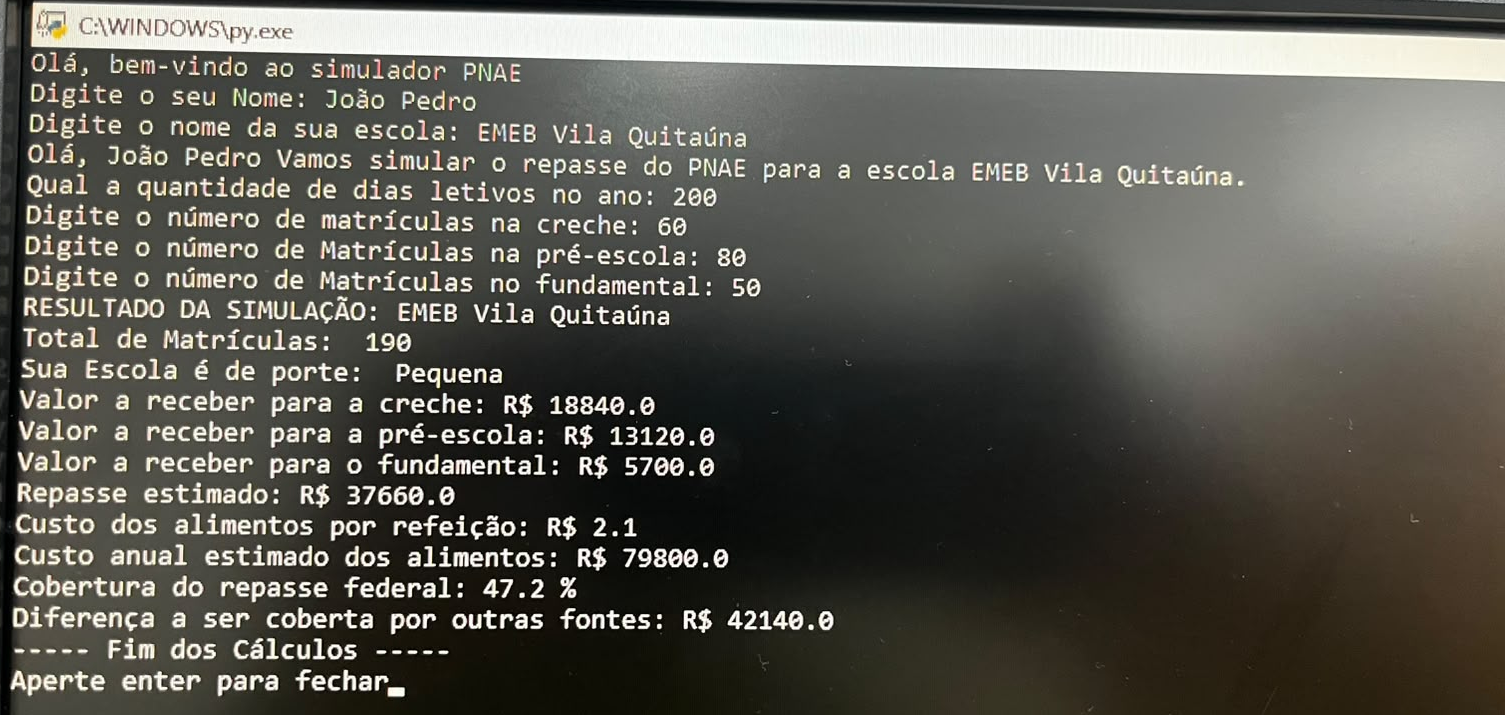 C:\WINDOWS\py.exe
Olá, bem-vindo ao simulador PNAE
Digite o seu Nome: João Pedro
Digite o nome da sua escola: EMEB Vila Quitaúna
Olá, João Pedro Vamos simular o repasse do PNAE para a escola EMEB Vila Quitaúna.
Qual a quantidade de dias letivos no ano: 200
Digite o número de matrículas na creche: 60
Digite o número de Matrículas na pré-escola: 80
Digite o número de Matrículas no fundamental: 50
RESULTADO DA SIMULAÇÃO: EMEB Vila Quitaúna
Total de Matrículas:  190
Sua Escola é de porte:  Pequena
Valor a receber para a creche: R$ 18840.0
Valor a receber para a pré-escola: R$ 13120.0
Valor a receber para o fundamental: R$ 5700.0
Repasse estimado: R$ 37660.0
Custo dos alimentos por refeição: R$ 2.1
Custo anual estimado dos alimentos: R$ 79800.0
Cobertura do repasse federal: 47.2 %
Diferença a ser coberta por outras fontes: R$ 42140.0
----- Fim dos Cálculos -----
Aperte enter para fechar